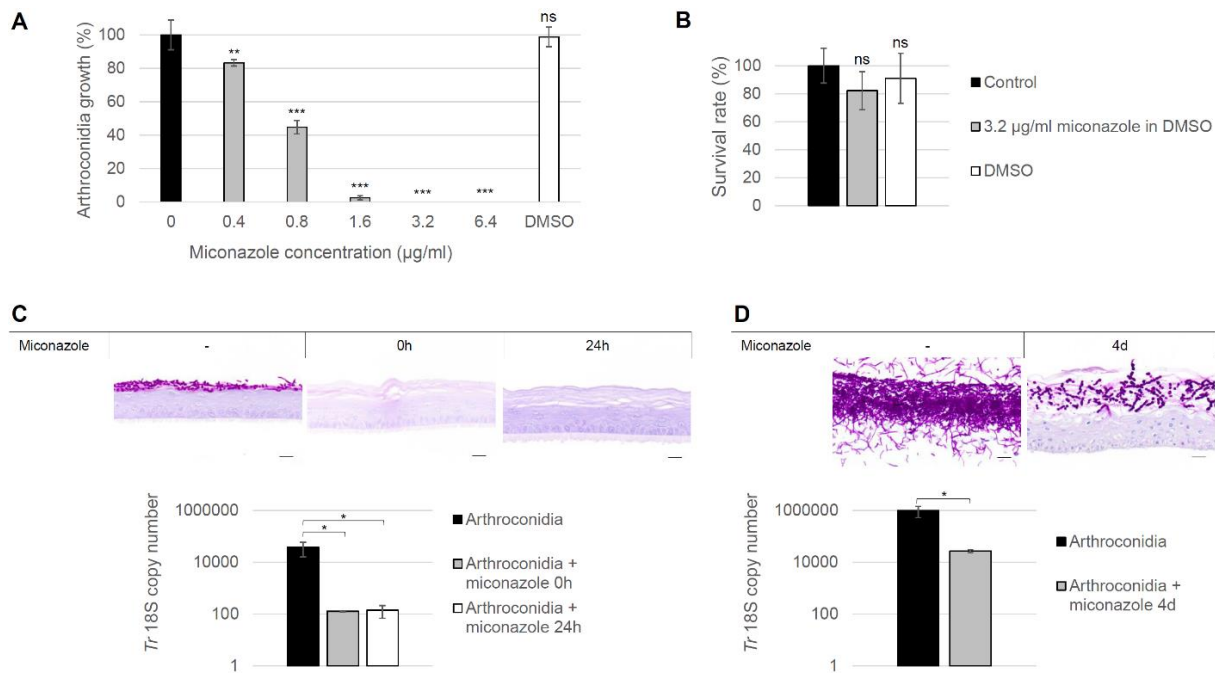 A
Arthroconidia growth (%)
100
80
60
40
20
0
**
***
***
***
***
ns
0 0.4 0.8 1.6 3.2 6.4 DMSO
Miconazole concentration (µg/ml)
B
Survival rate (%)
100
80
60
40
20
0
ns
ns
Control
3.2 µg/ml miconazole in DMSO
DMSO
C
Miconazole - 0h 24h
Tr 18S copy number
1000000
10000
100
1
*
*
Arthroconidia
Arthroconidia +
miconazole 0h
Arthroconidia +
miconazole 24h
D
Miconazole - 4d
Tr 18S copy number
1000000
10000
100
1
*
Arthroconidia
Arthroconidia +
miconazole 4d